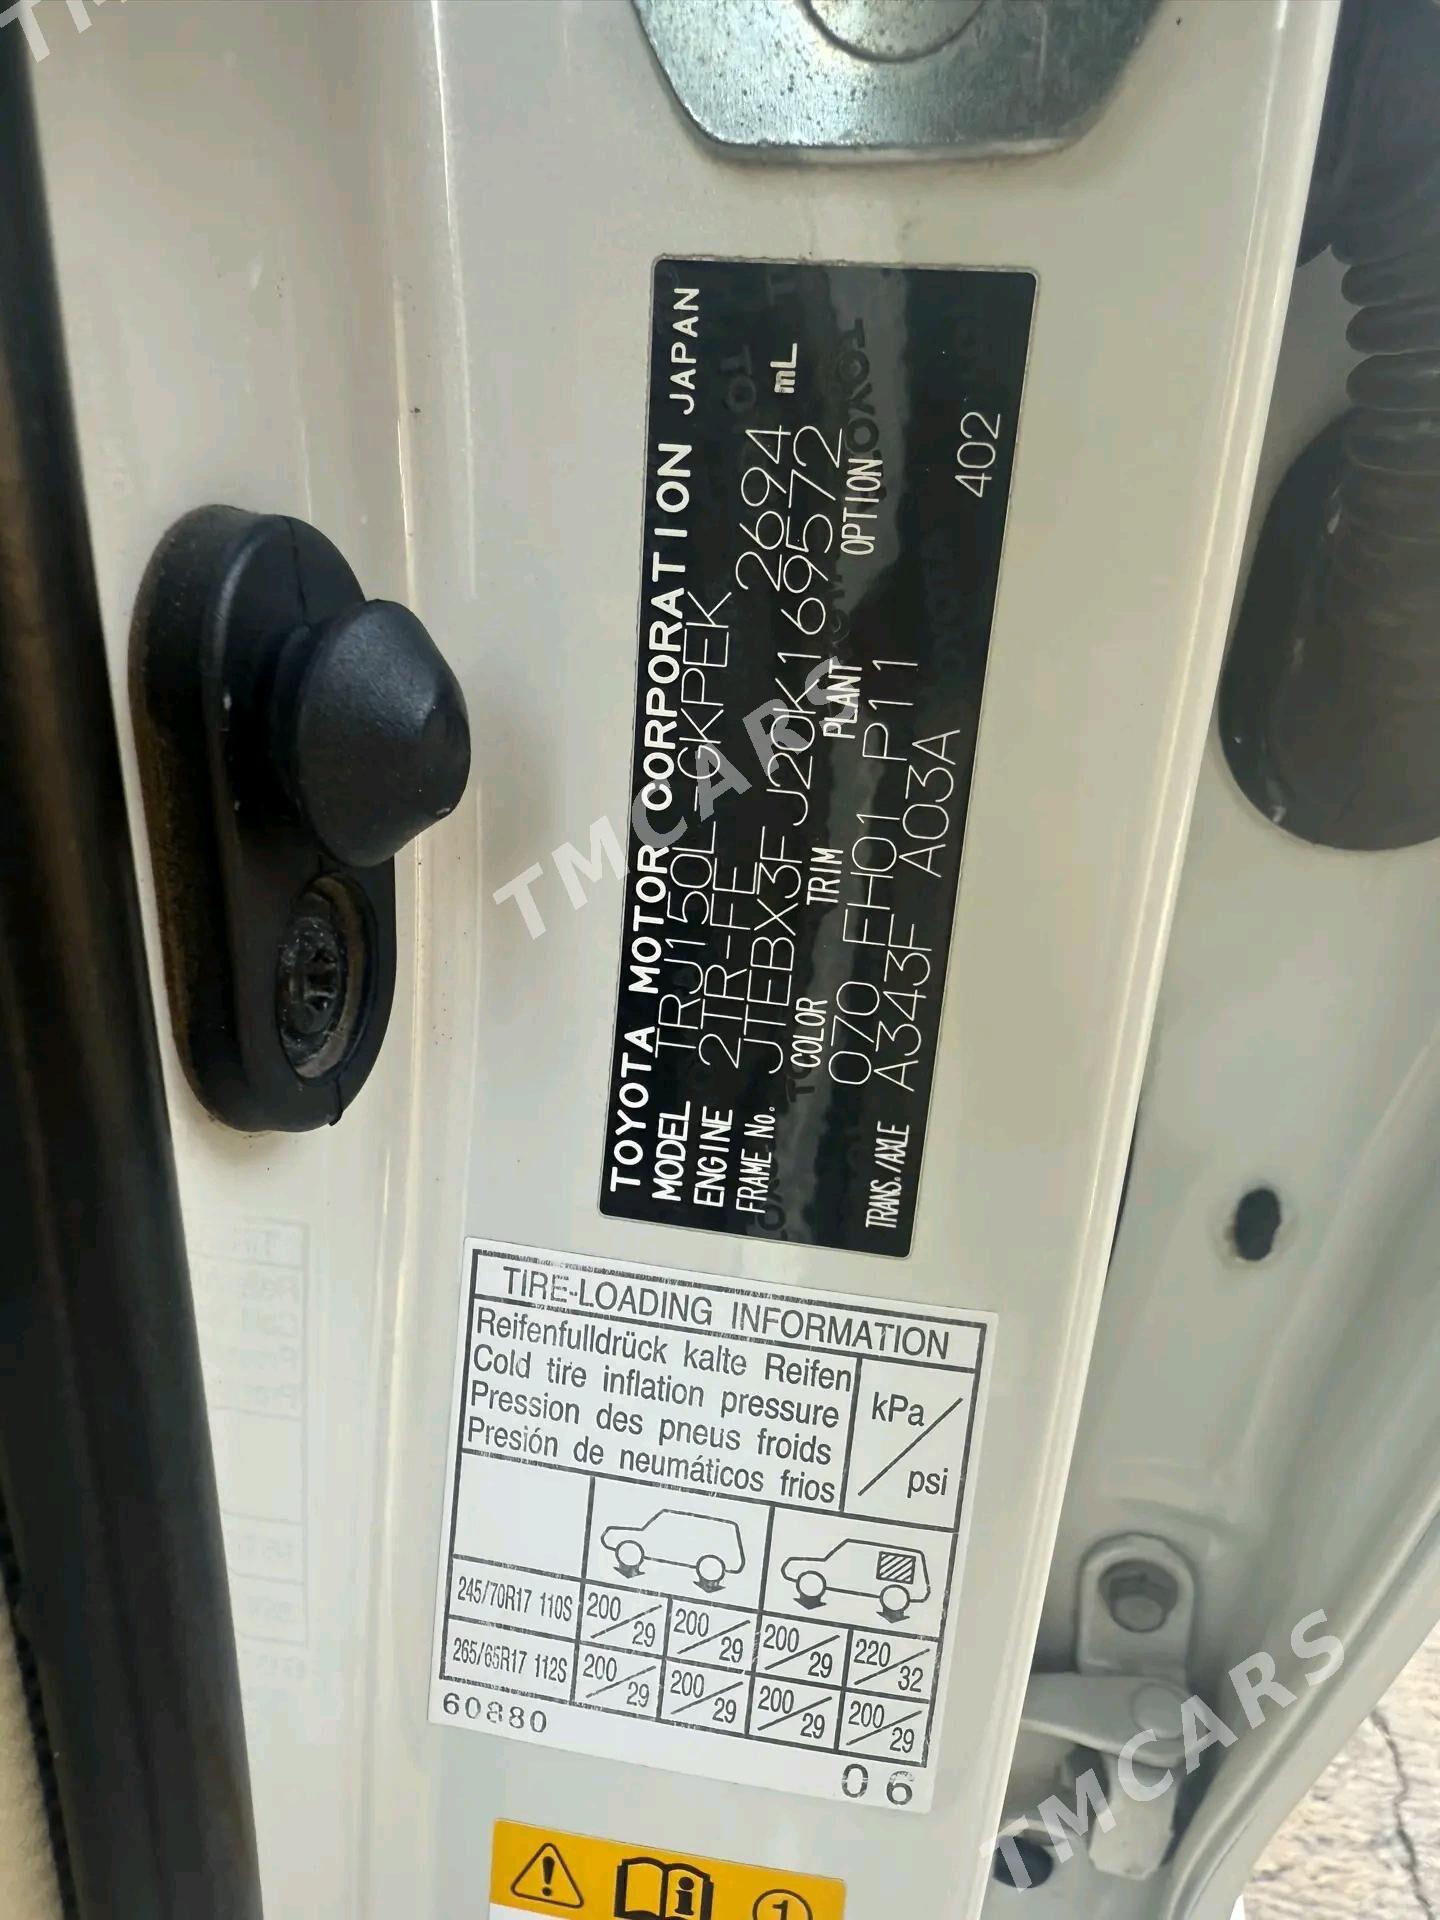 TOYOTA MOTOR CORPORATION JAPAN
MODEL TRJ150L-GKPEK
ENGINE 2TR-FE 2694 mL
FRAME No. JTEBX3FJ20K169572
COLOR TRIM PLANT OPTION
070 FH01 P11
TRANS./AXLE A343F A03A 402
TIRE-LOADING INFORMATION
Reifenfülldrück kalte Reifen
Cold tire inflation pressure
Pression des pneus froids
Presión de neumáticos frios
kPa/psi
245/70R17 110S 200/29 200/29 200/29 220/32
265/65R17 112S 200/29 200/29 200/29 200/29
60880 06
1
TMCARS
TMCARS